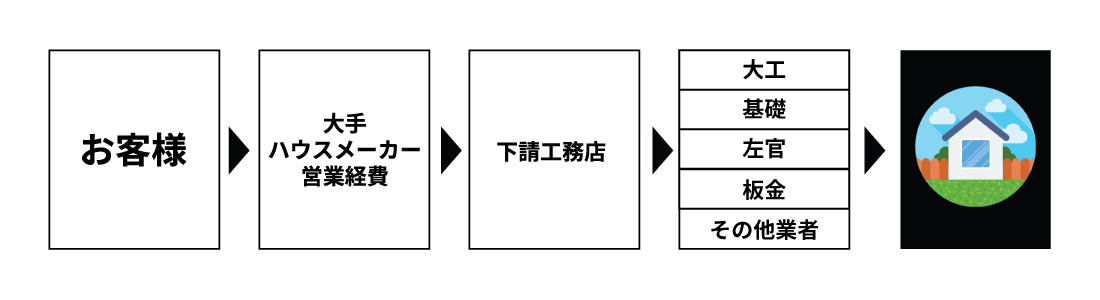 お客様
大手
ハウスメーカー
営業経費
下請工務店
大工
基礎
左官
板金
その他業者